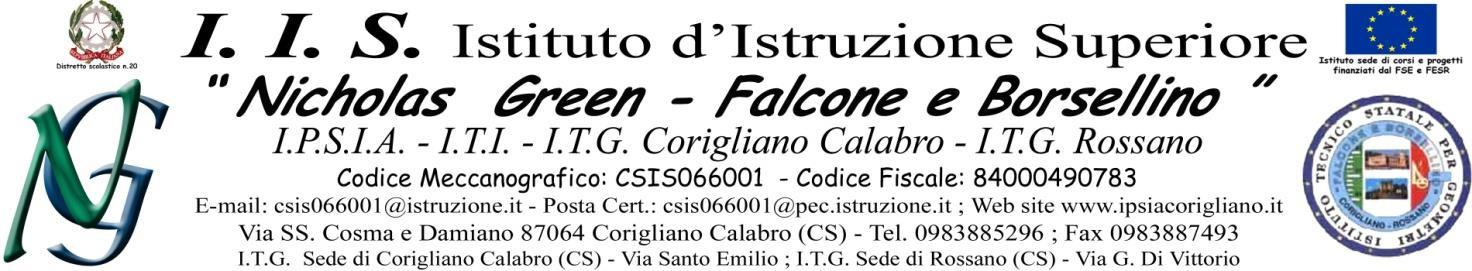 Distretto scolastico n.20
I. I. S. Istituto d'Istruzione Superiore
Istituto sede di corsi e progetti
finanziati dal FSE e FESR
" Nicholas Green - Falcone e Borsellino "
I.P.S.I.A. - I.T.I. - I.T.G. Corigliano Calabro - I.T.G. Rossano
Codice Meccanografico: CSIS066001 - Codice Fiscale: 84000490783
E-mail: csis066001@istruzione.it - Posta Cert.: csis066001@pec.istruzione.it ; Web site www.ipsiacorigliano.it
Via SS. Cosma e Damiano 87064 Corigliano Calabro (CS) - Tel. 0983885296 ; Fax 0983887493
I.T.G. Sede di Corigliano Calabro (CS) - Via Santo Emilio ; I.T.G. Sede di Rossano (CS) - Via G. Di Vittorio
NG
ISTITUTO TECNICO STATALE PER GEOMETRI
FALCONE E BORSELLINO
CORIGLIANO - ROSSANO